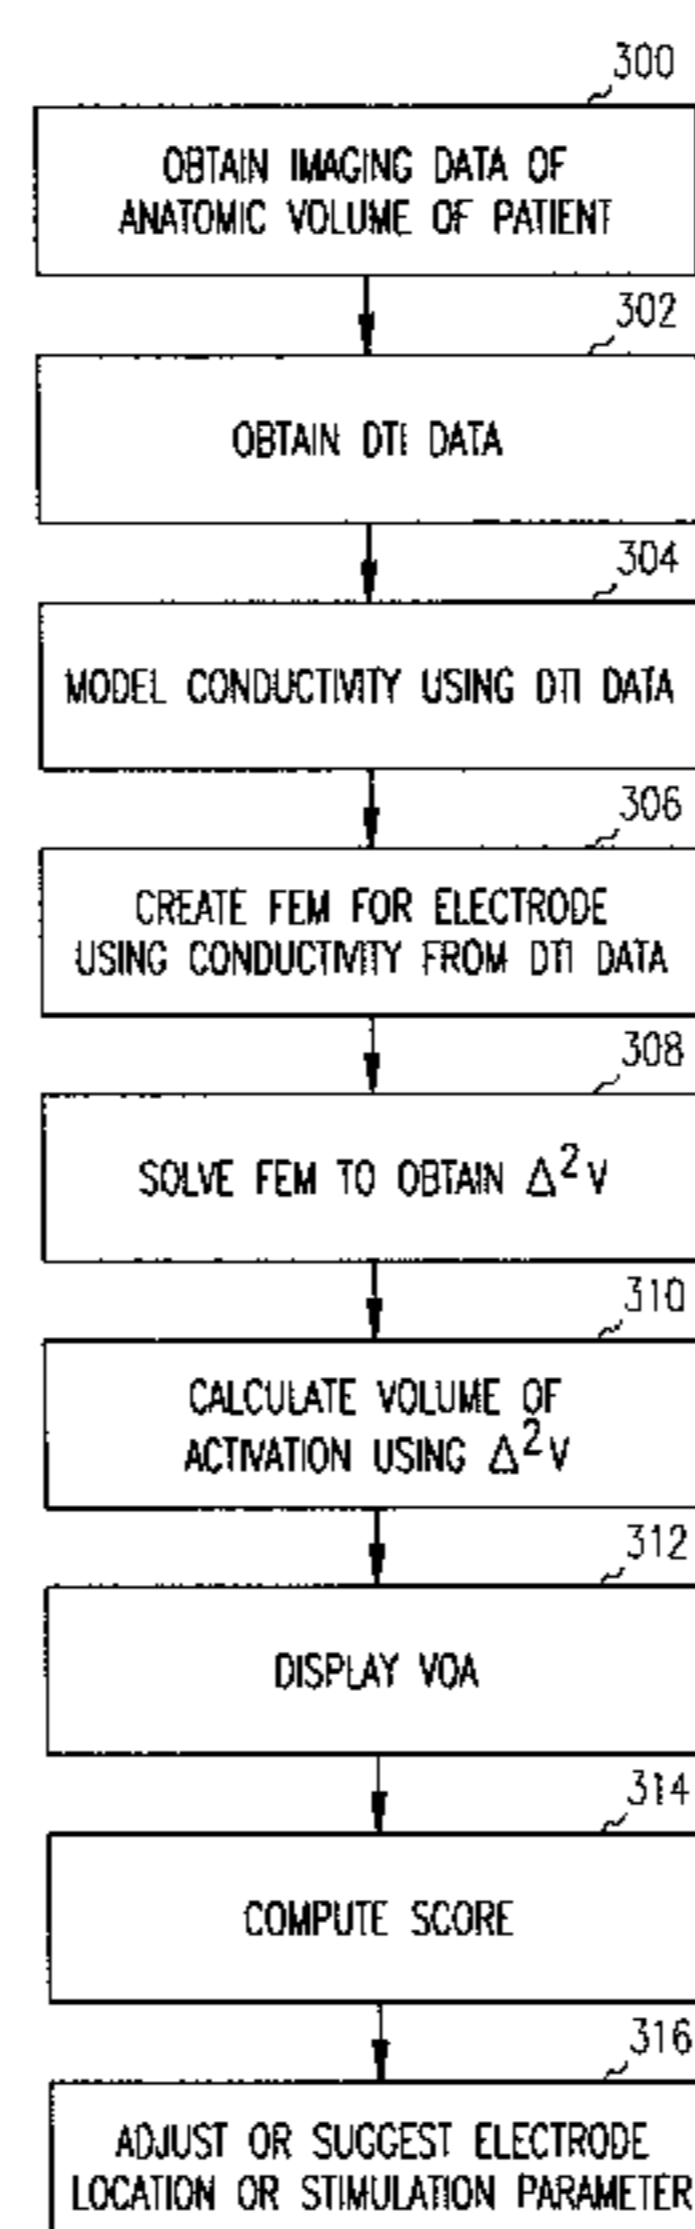 300
OBTAIN IMAGING DATA OF
ANATOMIC VOLUME OF PATIENT
302
OBTAIN DTI DATA
304
MODEL CONDUCTIVITY USING DTI DATA
306
CREATE FEM FOR ELECTRODE
USING CONDUCTIVITY FROM DTI DATA
308
SOLVE FEM TO OBTAIN Δ²V
310
CALCULATE VOLUME OF
ACTIVATION USING Δ²V
312
DISPLAY VOA
314
COMPUTE SCORE
316
ADJUST OR SUGGEST ELECTRODE
LOCATION OR STIMULATION PARAMETER